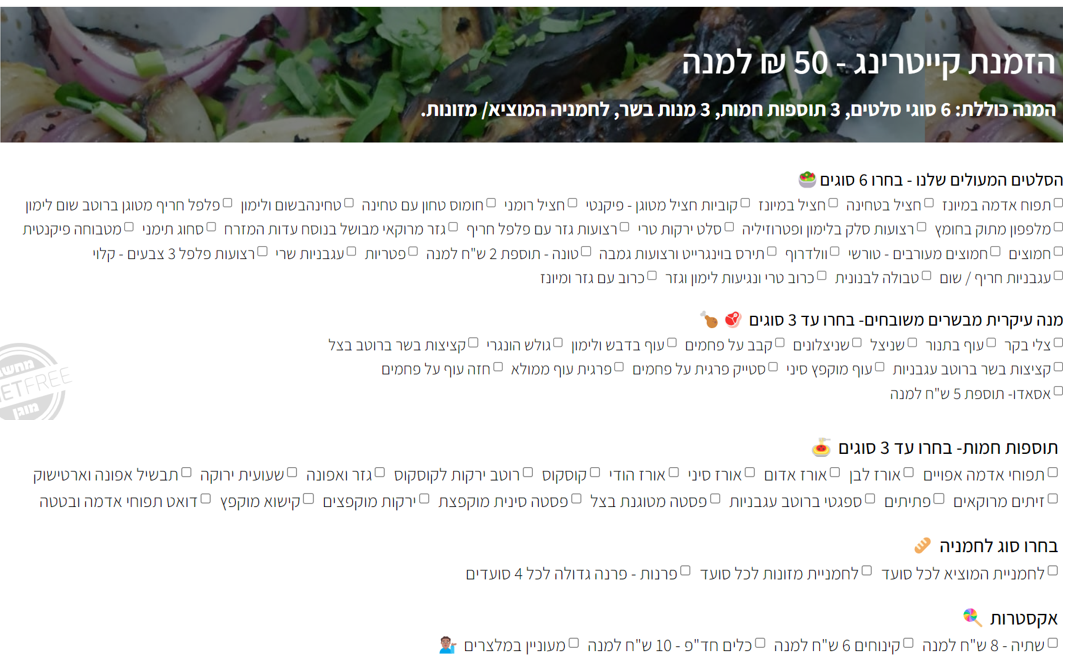 הזמנת קייטרינג - 50 ₪ למנה
המנה כוללת: 6 סוגי סלטים, 3 תוספות חמות, 3 מנות בשר, לחמניה המוציא/ מזונות.
הסלטים המעולים שלנו - בחרו 6 סוגים
תפוח אדמה במיונז חציל בטחינה חציל במיונז קוביות חציל מטוגן - פיקנטי חציל רומני חומוס טחון עם טחינה טחינהבשום ולימון פלפל חריף מטוגן ברוטב שום לימון
מלפפון מתוק בחומץ רצועות סלק בלימון ופטרוזיליה סלט ירקות טרי רצועות גזר עם פלפל חריף גזר מרוקאי מבושל בנוסח עדות המזרח סחוג תימני מטבוחה פיקנטית
חמוצים חמוצים מעורבים - טורשי וולדרוף תירס בוינגרייט ורצועות גמבה טונה - תוספת 2 ש"ח למנה פטריות עגבניות שרי רצועות פלפל 3 צבעים - קלוי
עגבניות חריף / שום טבולה לבנונית כרוב טרי ונגיעות לימון וגזר כרוב עם גזר ומיונז
מנה עיקרית מבשרים משובחים- בחרו עד 3 סוגים
צלי בקר עוף בתנור שניצל שניצלונים קבב על פחמים עוף בדבש ולימון גולש הונגרי קציצות בשר ברוטב בצל
קציצות בשר ברוטב עגבניות עוף מוקפץ סיני סטייק פרגית על פחמים פרגית עוף ממולא חזה עוף על פחמים
אסאדו- תוספת 5 ש"ח למנה
תוספות חמות- בחרו עד 3 סוגים
תפוחי אדמה אפויים אורז לבן אורז אדום אורז סיני אורז הודי קוסקוס רוטב ירקות לקוסקוס גזר ואפונה שעועית ירוקה תבשיל אפונה וארטישוק
זיתים מרוקאים פתיתים ספגטי ברוטב עגבניות פסטה מטוגנת בצל פסטה סינית מוקפצת ירקות מוקפצים קישוא מוקפץ דואט תפוחי אדמה ובטטה
בחרו סוג לחמניה
לחמניית המוציא לכל סועד לחמניית מזונות לכל סועד פרנות - פרנה גדולה לכל 4 סועדים
אקסטרות
שתיה - 8 ש"ח למנה קינוחים 6 ש"ח למנה כלים חד"פ - 10 ש"ח למנה מעוניין במלצרים